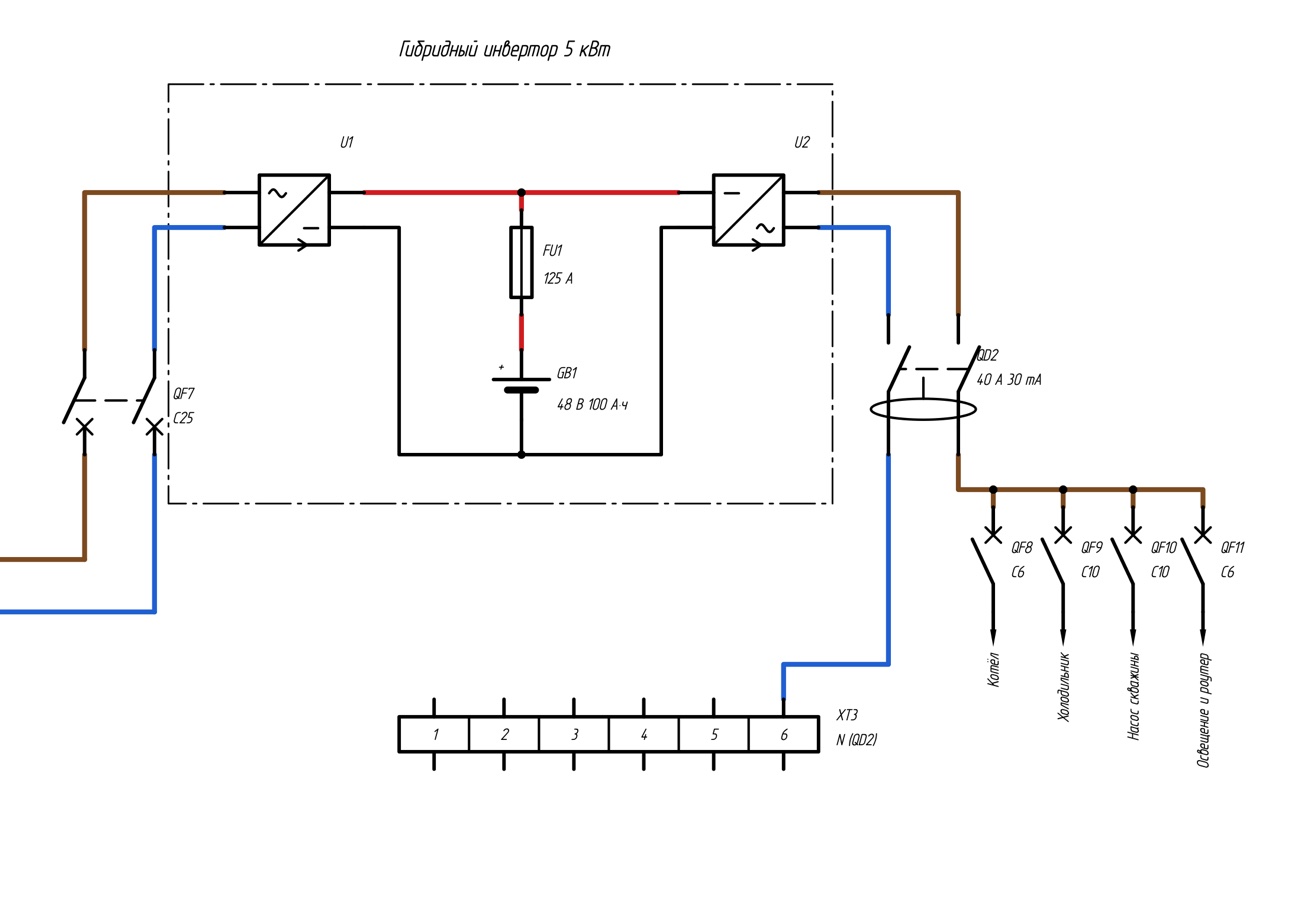 Гибридный инвертор 5 кВт
U1
U2
FU1
125 А
+
GB1
48 В 100 А·ч
QF7
C25
QD2
40 А 30 mA
QF8
C6
QF9
C10
QF10
C10
QF11
C6
Котёл
Холодильник
Насос скважины
Освещение и роутер
1 2 3 4 5 6
XT3
N (QD2)